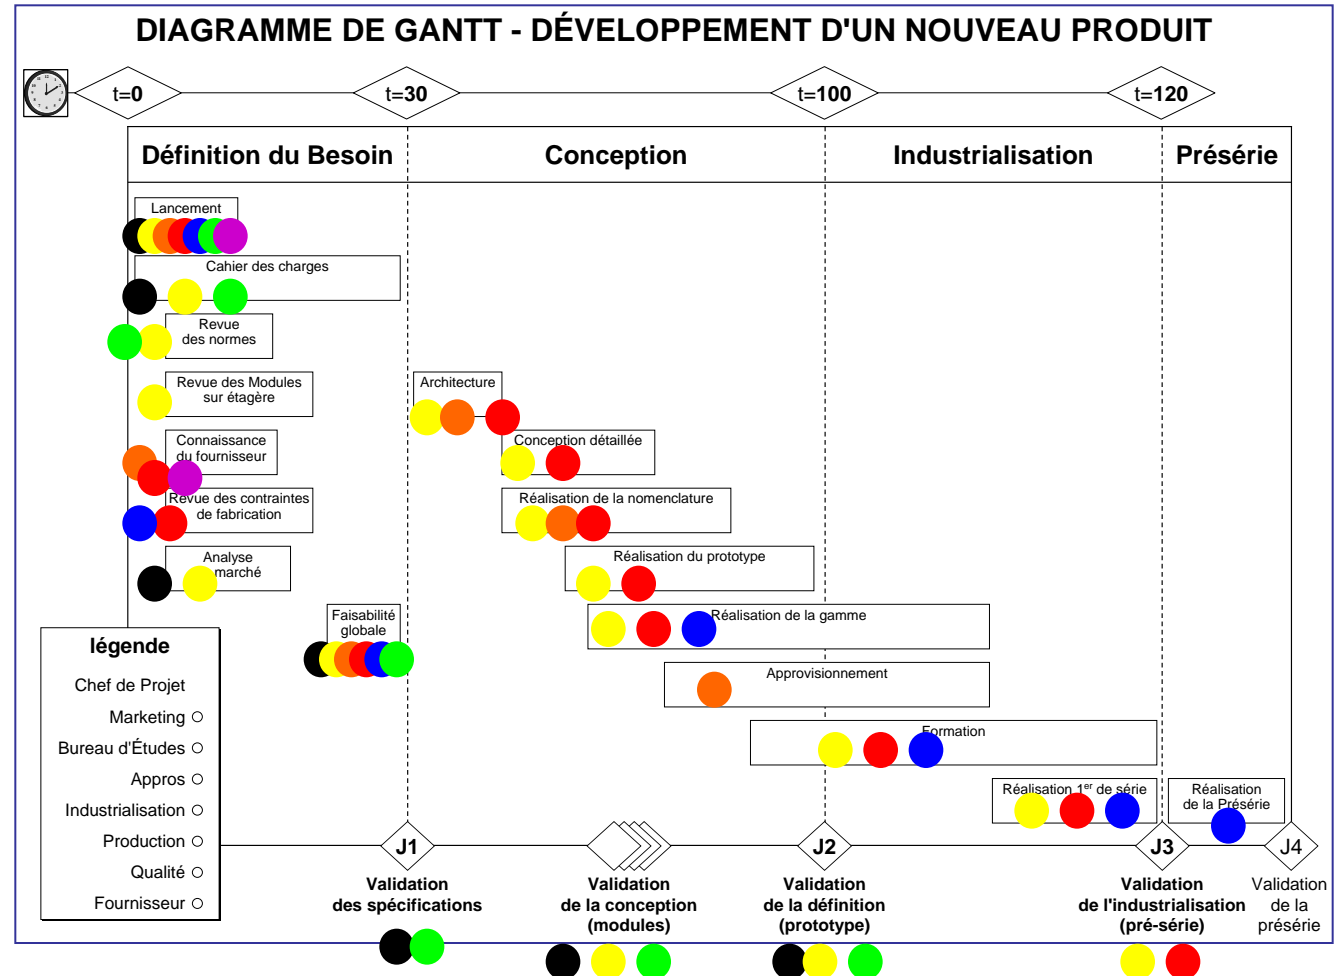 DIAGRAMME DE GANTT - DÉVELOPPEMENT D'UN NOUVEAU PRODUIT
t=0
t=30
t=100
t=120
Définition du Besoin
Conception
Industrialisation
Présérie
Lancement
Cahier des charges
Revue
des normes
Revue des Modules
sur étagère
Architecture
Connaissance
du fournisseur
Conception détaillée
Revue des contraintes
de fabrication
Réalisation de la nomenclature
Analyse
marché
Réalisation du prototype
Faisabilité
globale
Réalisation de la gamme
Approvisionnement
Formation
Réalisation 1er de série
Réalisation
de la Présérie
légende
Chef de Projet
Marketing
Bureau d'Études
Appros
Industrialisation
Production
Qualité
Fournisseur
J1
J2
J3
J4
Validation
des spécifications
Validation
de la conception
(modules)
Validation
de la définition
(prototype)
Validation
de l'industrialisation
(pré-série)
Validation
de la
présérie